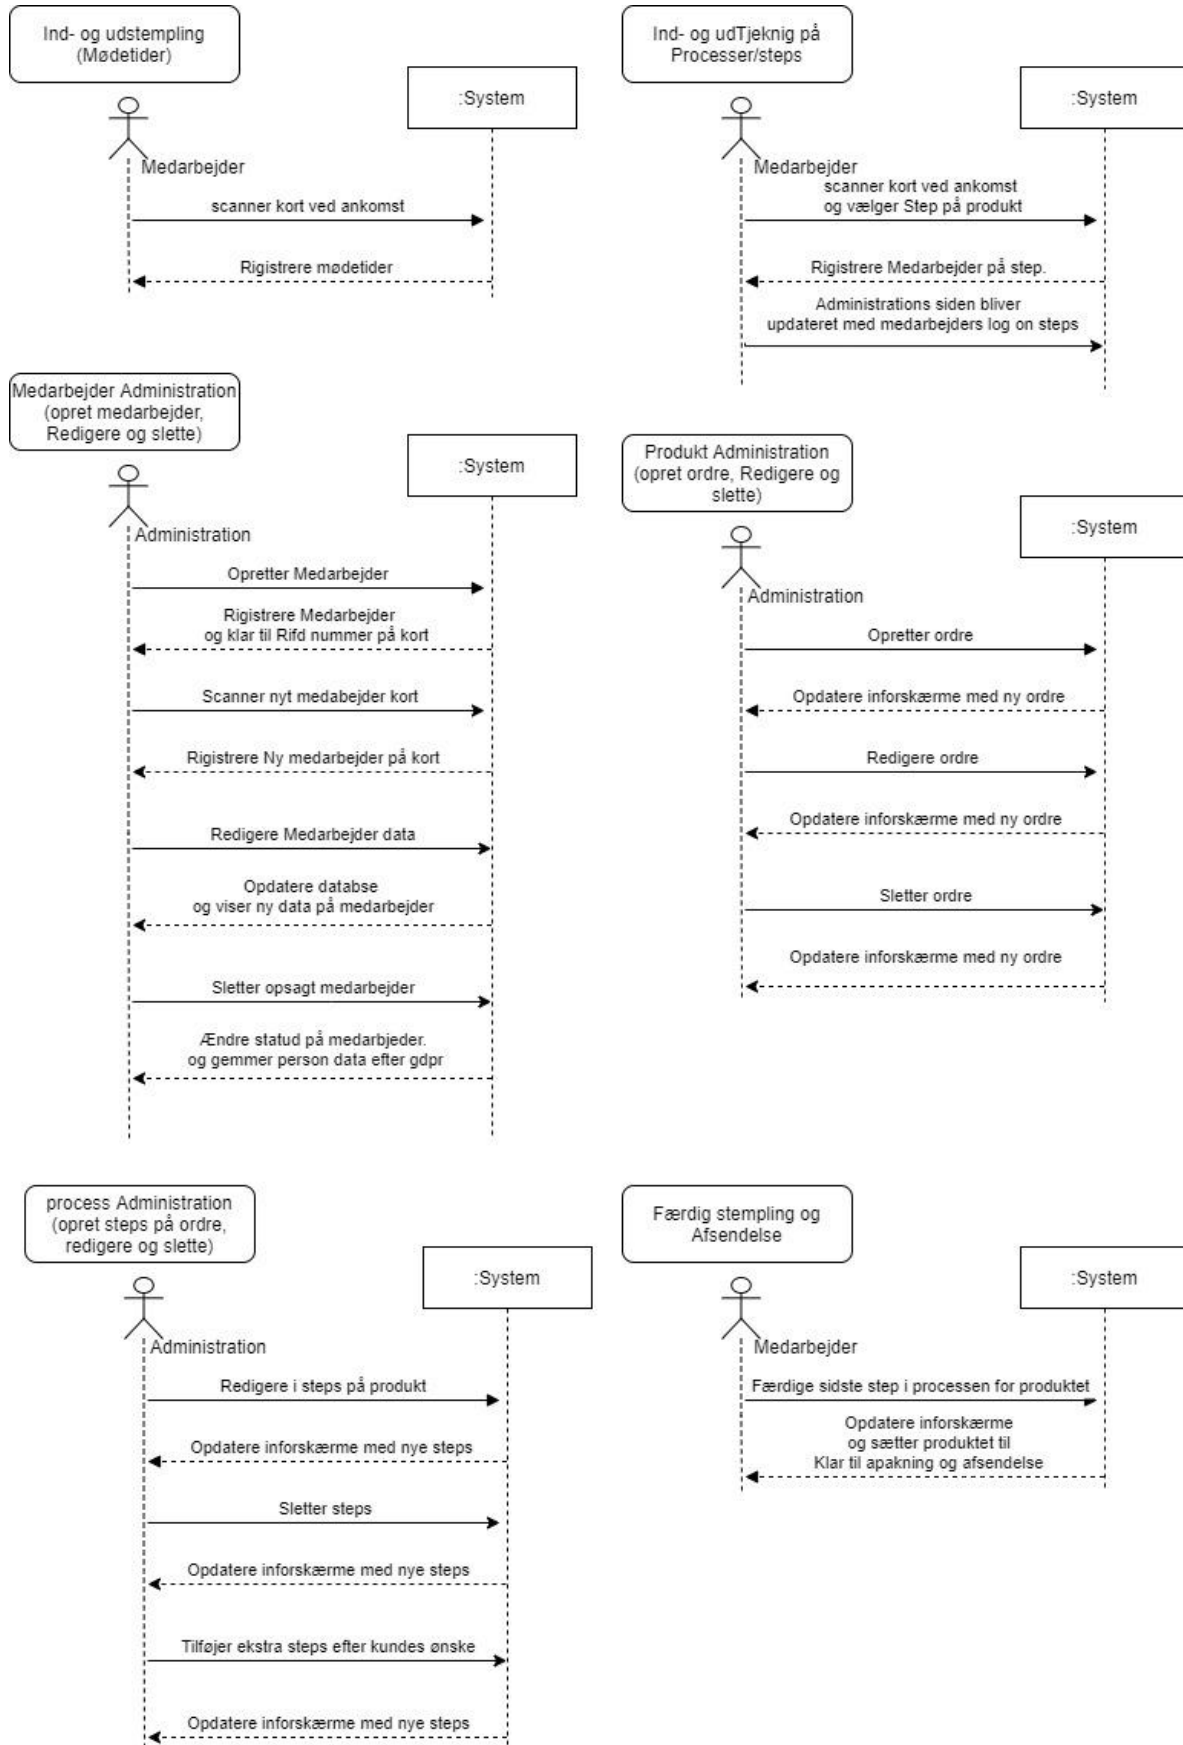 Ind- og udstempling
(Mødetider)
:System
Medarbejder
scanner kort ved ankomst
Rigistrere mødetider
Ind- og udTjeknig på
Processer/steps
:System
Medarbejder
scanner kort ved ankomst
og vælger Step på produkt
Rigistrere Medarbejder på step.
Administrations siden bliver
updateret med medarbejders log on steps
Medarbejder Administration
(opret medarbejder,
Redigere og slette)
:System
Administration
Opretter Medarbejder
Rigistrere Medarbejder
og klar til Rifd nummer på kort
Scanner nyt medabejder kort
Rigistrere Ny medarbejder på kort
Redigere Medarbejder data
Opdatere databse
og viser ny data på medarbejder
Sletter opsagt medarbejder
Ændre statud på medarbjeder.
og gemmer person data efter gdpr
Produkt Administration
(opret ordre, Redigere og
slette)
:System
Administration
Opretter ordre
Opdatere inforskærme med ny ordre
Redigere ordre
Opdatere inforskærme med ny ordre
Sletter ordre
Opdatere inforskærme med ny ordre
process Administration
(opret steps på ordre,
redigere og slette)
:System
Administration
Redigere i steps på produkt
Opdatere inforskærme med nye steps
Sletter steps
Opdatere inforskærme med nye steps
Tilføjer ekstra steps efter kundes ønske
Opdatere inforskærme med nye steps
Færdig stempling og
Afsendelse
:System
Medarbejder
Færdige sidste step i processen for produktet
Opdatere inforskærme
og sætter produktet til
Klar til apakning og afsendelse